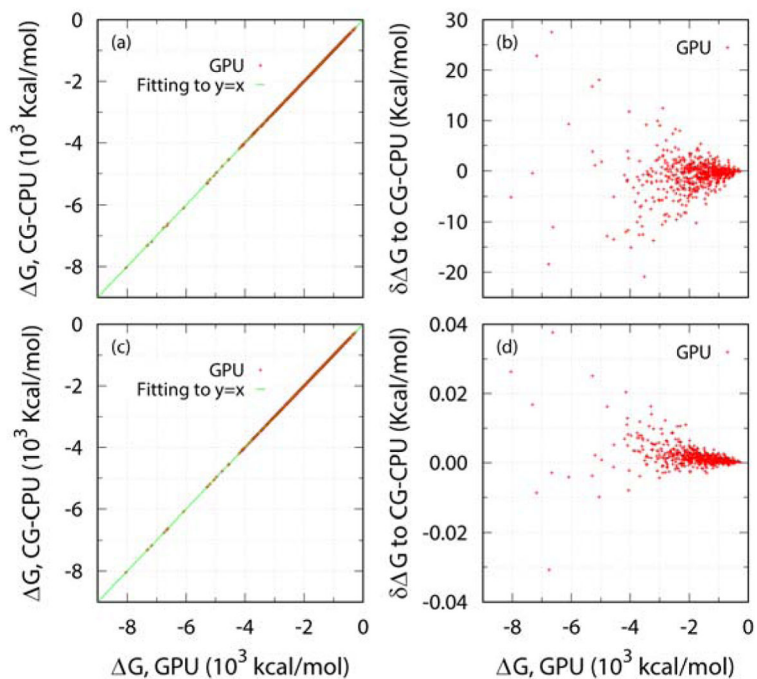 (a)
GPU
Fitting to y=x
0
-2
-4
-6
-8
ΔG, CG-CPU (10³ Kcal/mol)
(b)
GPU
30
20
10
0
-10
-20
δΔG to CG-CPU (Kcal/mol)
(c)
GPU
Fitting to y=x
0
-2
-4
-6
-8
ΔG, CG-CPU (10³ Kcal/mol)
-8 -6 -4 -2 0
ΔG, GPU (10³ kcal/mol)
(d)
GPU
0.04
0.02
0.00
-0.02
-0.04
δΔG to CG-CPU (Kcal/mol)
-8 -6 -4 -2 0
ΔG, GPU (10³ kcal/mol)